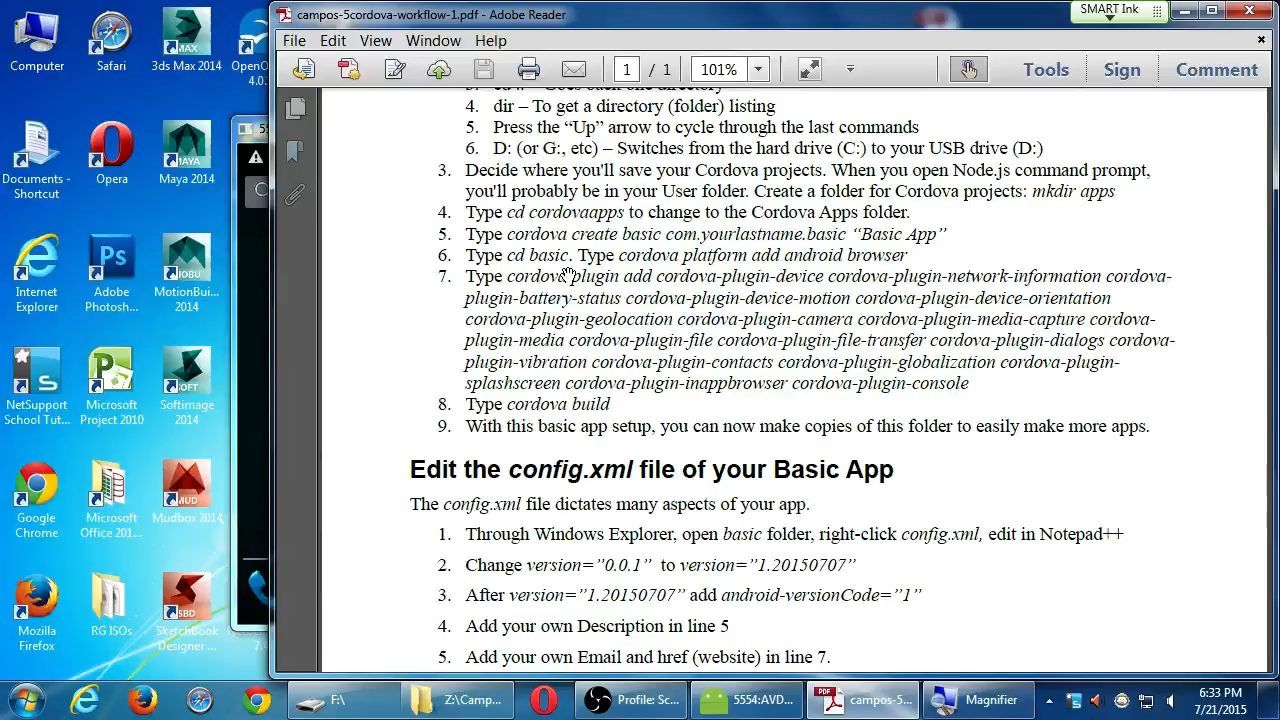 campos-5cordova-workflow-1.pdf - Adobe Reader
SMART Ink
File Edit View Window Help
1 / 1 101% Tools Sign Comment
4. dir – To get a directory (folder) listing
5. Press the “Up” arrow to cycle through the last commands
6. D: (or G:, etc) – Switches from the hard drive (C:) to your USB drive (D:)
3. Decide where you'll save your Cordova projects. When you open Node.js command prompt,
you'll probably be in your User folder. Create a folder for Cordova projects: mkdir apps
4. Type cd cordovaapps to change to the Cordova Apps folder.
5. Type cordova create basic com.yourlastname.basic “Basic App”
6. Type cd basic. Type cordova platform add android browser
7. Type cordova plugin add cordova-plugin-device cordova-plugin-network-information cordova-
plugin-battery-status cordova-plugin-device-motion cordova-plugin-device-orientation
cordova-plugin-geolocation cordova-plugin-camera cordova-plugin-media-capture cordova-
plugin-media cordova-plugin-file cordova-plugin-file-transfer cordova-plugin-dialogs cordova-
plugin-vibration cordova-plugin-contacts cordova-plugin-globalization cordova-plugin-
splashscreen cordova-plugin-inappbrowser cordova-plugin-console
8. Type cordova build
9. With this basic app setup, you can now make copies of this folder to easily make more apps.
Edit the config.xml file of your Basic App
The config.xml file dictates many aspects of your app.
1. Through Windows Explorer, open basic folder, right-click config.xml, edit in Notepad++
2. Change version=”0.0.1” to version=”1.20150707”
3. After version=”1.20150707” add android-versionCode=”1”
4. Add your own Description in line 5
5. Add your own Email and href (website) in line 7.
Computer
Safari
3ds Max 2014
OpenO
4.0.
Documents -
Shortcut
Opera
Maya 2014
Internet
Explorer
Adobe
Photosh...
MotionBui...
2014
NetSupport
School Tut...
Microsoft
Project 2010
Softimage
2014
Google
Chrome
Microsoft
Office 201...
Mudbox 2014
Mozilla
Firefox
RG ISOs
SketchBook
Designer ...
F:\
Z:\Camp...
Profile: Sc...
5554:AVD...
campos-5...
Magnifier
6:33 PM
7/21/2015